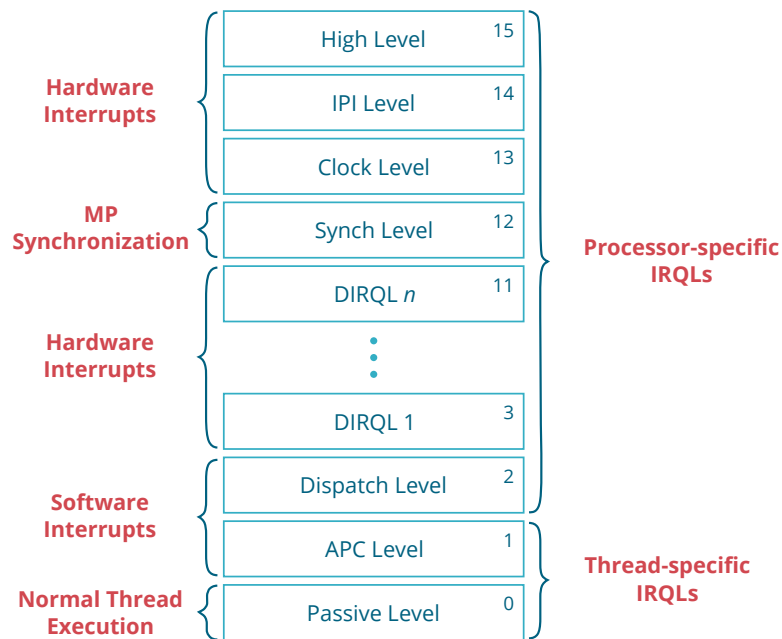 High Level 15
Hardware
Interrupts
IPI Level 14
Clock Level 13
MP
Synchronization
Synch Level 12
Processor-specific
IRQLs
DIRQL n 11
Hardware
Interrupts
DIRQL 1 3
Dispatch Level 2
Software
Interrupts
APC Level 1
Thread-specific
IRQLs
Normal Thread
Execution
Passive Level 0